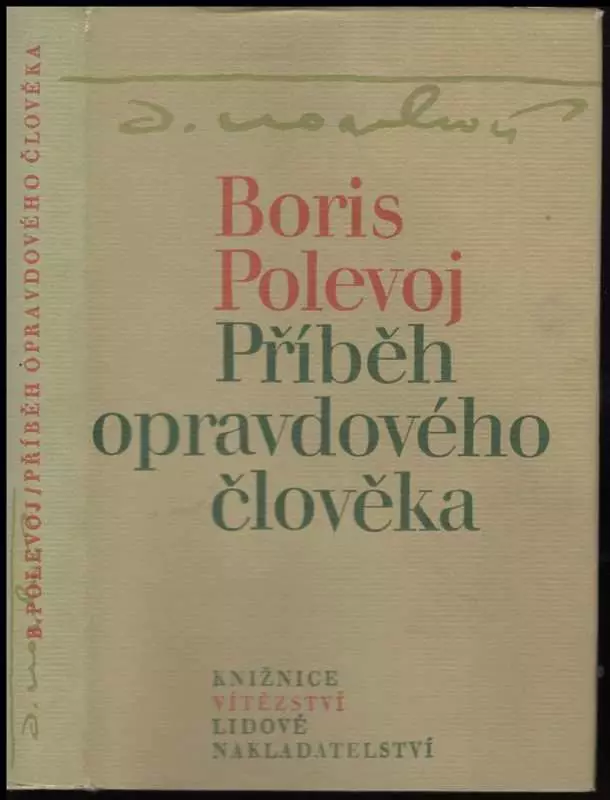 B. POLEVOJ/PŘÍBĚH OPRAVDOVÉHO ČLOVĚKA
Boris
Polevoj
Příběh
opravdového
člověka
KNIŽNICE
VÍTĚZSTVÍ
LIDOVÉ
NAKLADATELSTVÍ